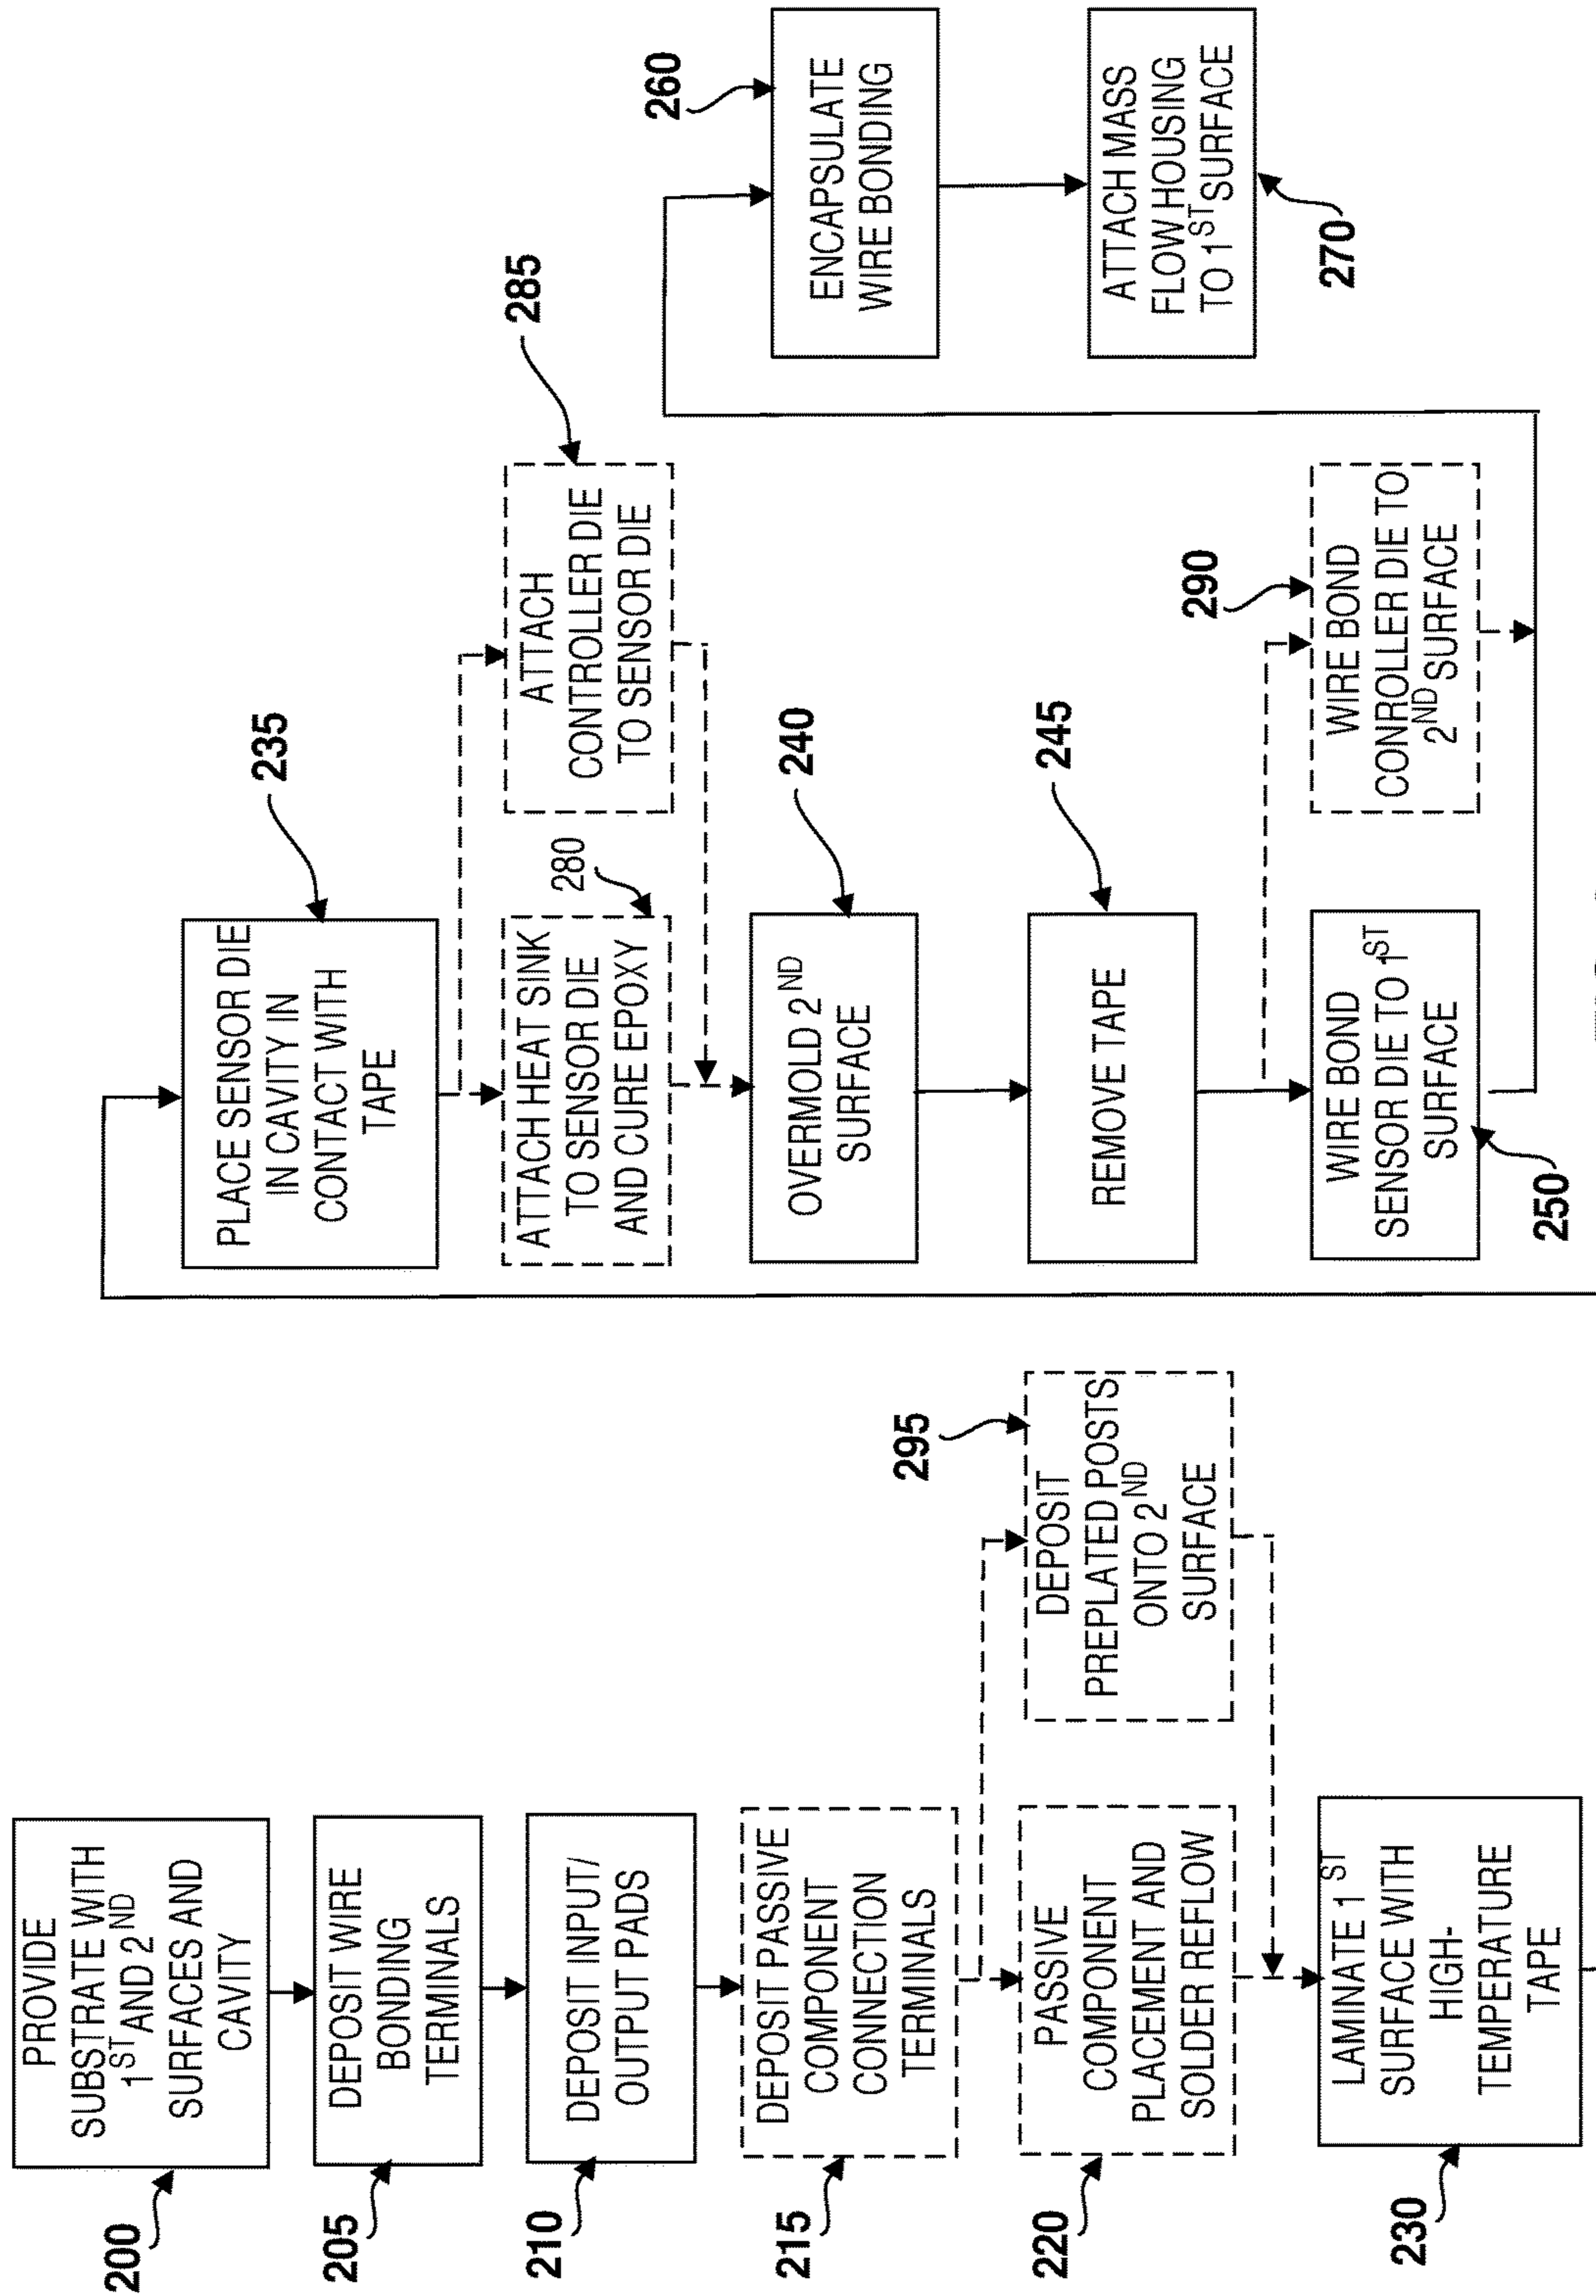 200
PROVIDE
SUBSTRATE WITH
1ST AND 2ND
SURFACES AND
CAVITY
205
DEPOSIT WIRE
BONDING
TERMINALS
210
DEPOSIT INPUT/
OUTPUT PADS
215
DEPOSIT PASSIVE
COMPONENT
CONNECTION
TERMINALS
220
PASSIVE
COMPONENT
PLACEMENT AND
SOLDER REFLOW
295
DEPOSIT
PREPLATED POSTS
ONTO 2ND
SURFACE
230
LAMINATE 1ST
SURFACE WITH
HIGH-
TEMPERATURE
TAPE
235
PLACE SENSOR DIE
IN CAVITY IN
CONTACT WITH
TAPE
280
ATTACH HEAT SINK
TO SENSOR DIE
AND CURE EPOXY
285
ATTACH
CONTROLLER DIE
TO SENSOR DIE
240
OVERMOLD 2ND
SURFACE
245
REMOVE TAPE
250
WIRE BOND
SENSOR DIE TO 1ST
SURFACE
290
WIRE BOND
CONROLLER DIE TO
2ND SURFACE
260
ENCAPSULATE
WIRE BONDING
270
ATTACH MASS
FLOW HOUSING
TO 1ST SURFACE